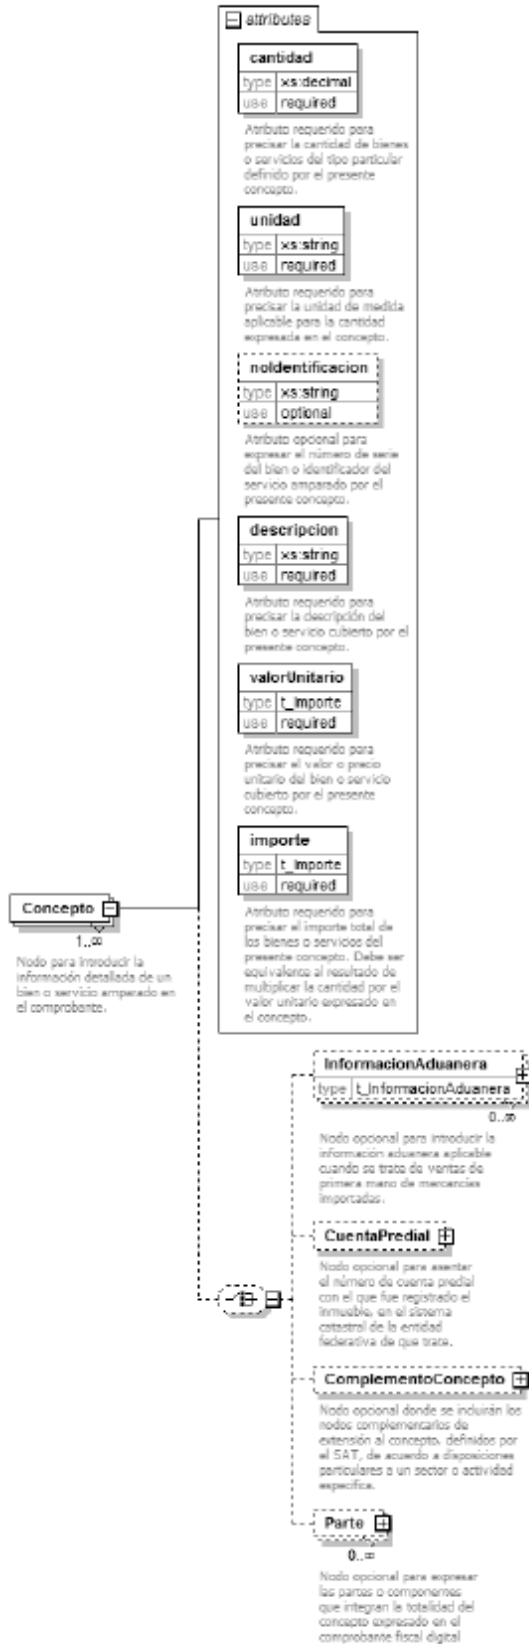 attributes
cantidad
type xs:decimal
use required
Atributo requerido para
precisar la cantidad de bienes
o servicios del tipo particular
definido por el presente
concepto.
unidad
type xs:string
use required
Atributo requerido para
precisar la unidad de medida
aplicable para la cantidad
expresada en el concepto.
noIdentificacion
type xs:string
use optional
Atributo opcional para
expresar el número de serie
del bien o identificador del
servicio amparado por el
presente concepto.
descripcion
type xs:string
use required
Atributo requerido para
precisar la descripción del
bien o servicio cubierto por el
presente concepto.
valorUnitario
type t_Importe
use required
Atributo requerido para
precisar el valor o precio
unitario del bien o servicio
cubierto por el presente
concepto.
importe
type t_Importe
use required
Atributo requerido para
precisar el importe total de
los bienes o servicios del
presente concepto. Debe ser
equivalente al resultado de
multiplicar la cantidad por el
valor unitario expresado en
el concepto.
Concepto
1..∞
Nodo para introducir la
información detallada de un
bien o servicio amparado en
el comprobante.
InformacionAduanera
type t_InformacionAduanera
0..∞
Nodo opcional para introducir la
información aduanera aplicable
cuando se trate de ventas de
primera mano de mercancías
importadas.
CuentaPredial
Nodo opcional para asentar
el número de cuenta predial
con el que fue registrado el
inmueble, en el sistema
catastral de la entidad
federativa de que trate.
ComplementoConcepto
Nodo opcional donde se incluirán los
nodos complementarios de
extensión al concepto, definidos por
el SAT, de acuerdo a disposiciones
particulares a un sector o actividad
especifica.
Parte
0..∞
Nodo opcional para expresar
las partes o componentes
que integran la totalidad del
concepto expresado en el
comprobante fiscal digital